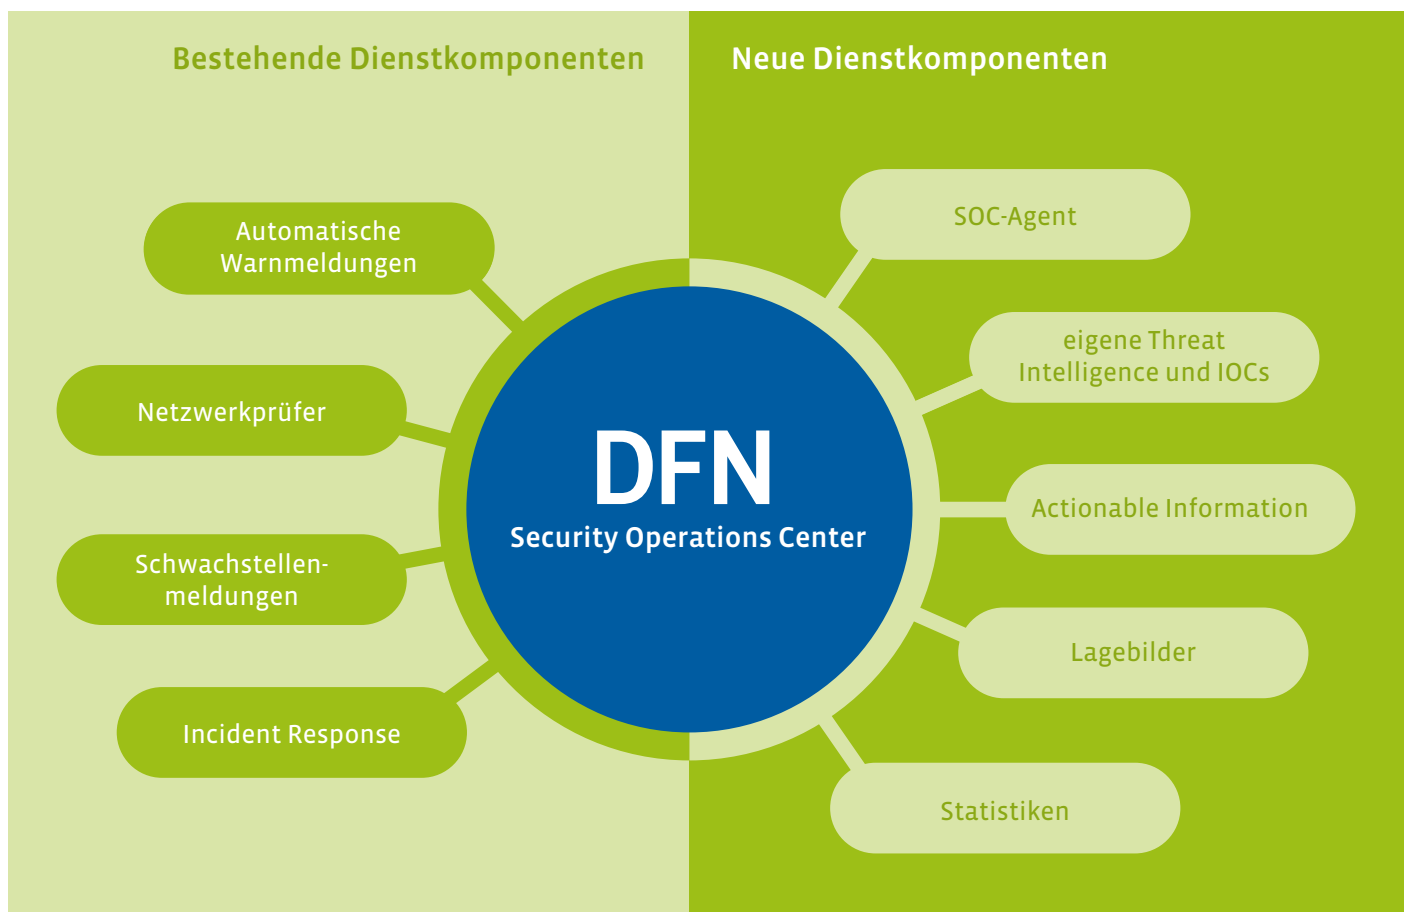 Bestehende Dienstkomponenten
Neue Dienstkomponenten
Automatische
Warnmeldungen
Netzwerkprüfer
Schwachstellen-
meldungen
Incident Response
DFN
Security Operations Center
SOC-Agent
eigene Threat
Intelligence und IOCs
Actionable Information
Lagebilder
Statistiken